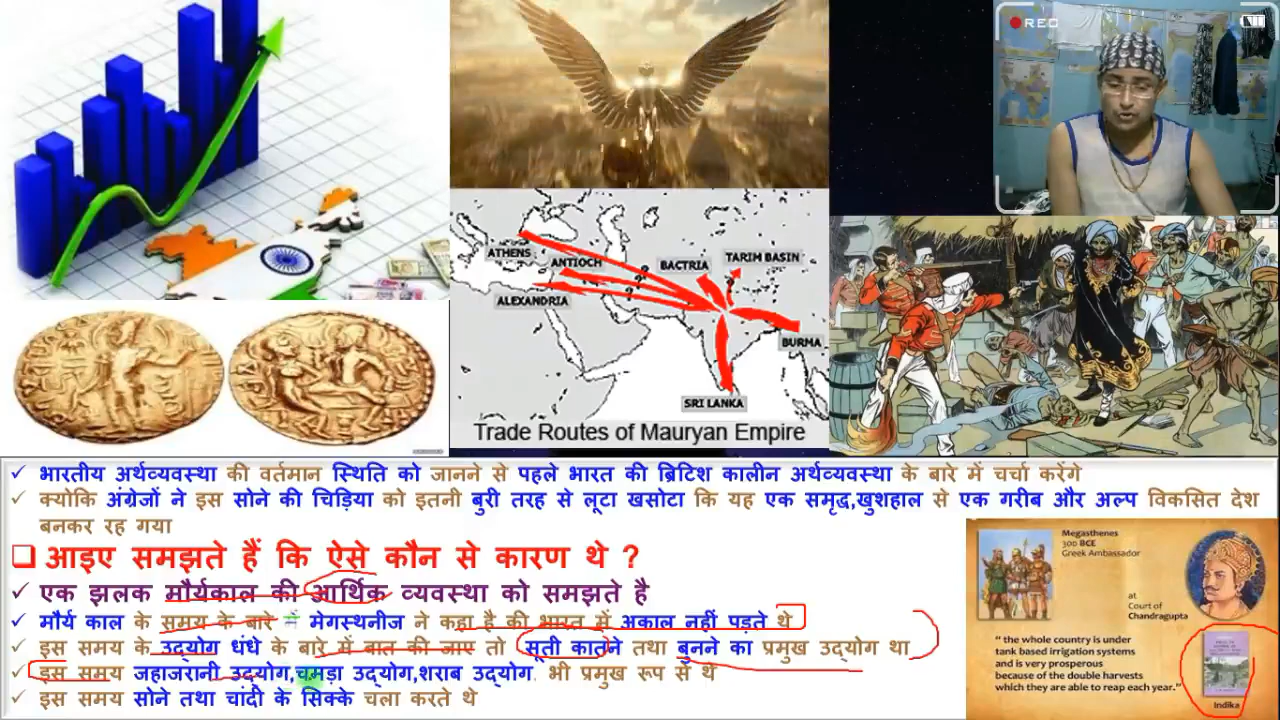 REC
ATHENS
ANTIOCH
BACTRIA
TARIM BASIN
ALEXANDRIA
? ? ?
BURMA
SRI LANKA
Trade Routes of Mauryan Empire
भारतीय अर्थव्यवस्था की वर्तमान स्थिति को जानने से पहले भारत की ब्रिटिश कालीन अर्थव्यवस्था के बारे में चर्चा करेंगे
क्योकि अंग्रेजों ने इस सोने की चिड़िया को इतनी बुरी तरह से लूटा खसोटा कि यह एक समृद्ध,खुशहाल से एक गरीब और अल्प विकसित देश
बनकर रह गया
आइए समझते हैं कि ऐसे कौन से कारण थे ?
एक झलक मौर्यकाल की आर्थिक व्यवस्था को समझते है
मौर्य काल के समय के बारे में मेगस्थनीज ने कहा है की भारत में अकाल नहीं पड़ते थे
इस समय के उद्योग धंधे के बारे में बात की जाए तो सूती कातने तथा बुनने का प्रमुख उद्योग था
इस समय जहाजरानी उद्योग,चमड़ा उद्योग,शराब उद्योग भी प्रमुख रूप से थे
इस समय सोने तथा चांदी के सिक्के चला करते थे
Megasthenes
300 BCE
Greek Ambassador
at
Court of
Chandragupta
" the whole country is under
tank based irrigation systems
and is very prosperous
because of the double harvests
which they are able to reap each year."
Indika